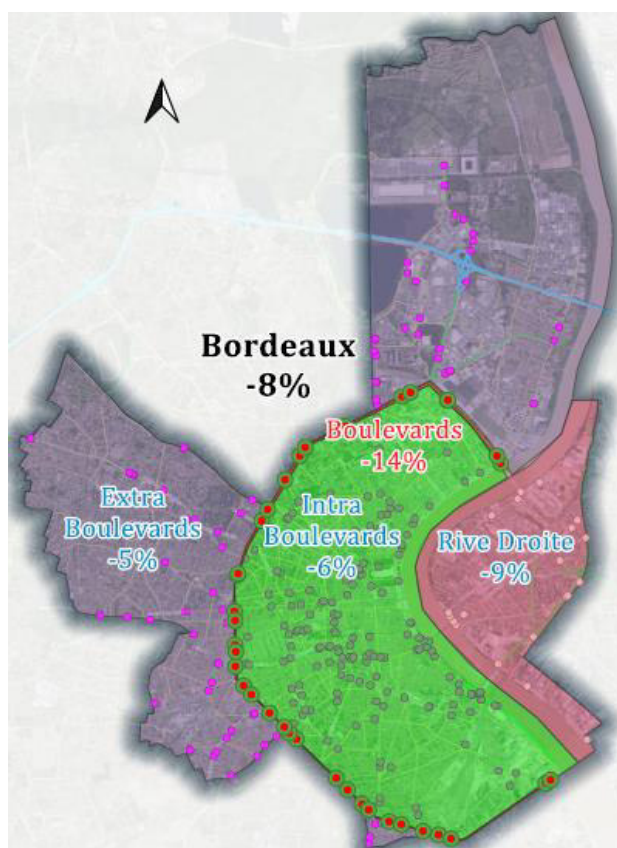 Bordeaux
-8%
Boulevards
-14%
Extra
Boulevards
-5%
Intra
Boulevards
-6%
Rive Droite
-9%